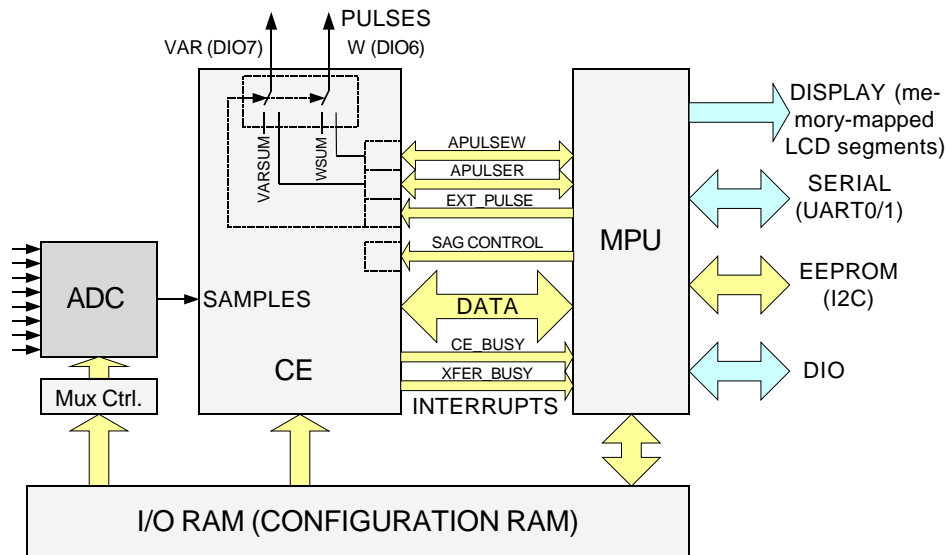 PULSES
VAR (DIO7)
W (DIO6)
VARSUM
WSUM
APULSEW
APULSER
EXT_PULSE
SAG CONTROL
DATA
CE_BUSY
XFER_BUSY
INTERRUPTS
ADC
SAMPLES
CE
Mux Ctrl.
MPU
DISPLAY (me-
mory-mapped
LCD segments)
SERIAL
(UART0/1)
EEPROM
(I2C)
DIO
I/O RAM (CONFIGURATION RAM)